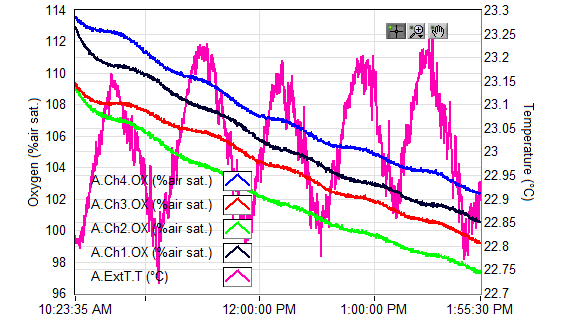 114
112
110
108
106
104
102
100
98
96
Oxygen (%air sat.)
23.3
23.25
23.2
23.15
23.1
23.05
23
22.95
22.9
22.85
22.8
22.75
22.7
Temperature (°C)
A.Ch4.OX (%air sat.)
A.Ch3.OX (%air sat.)
A.Ch2.OX (%air sat.)
A.Ch1.OX (%air sat.)
A.ExtT.T (°C)
10:23:35 AM 12:00:00 PM 1:00:00 PM 1:55:30 PM